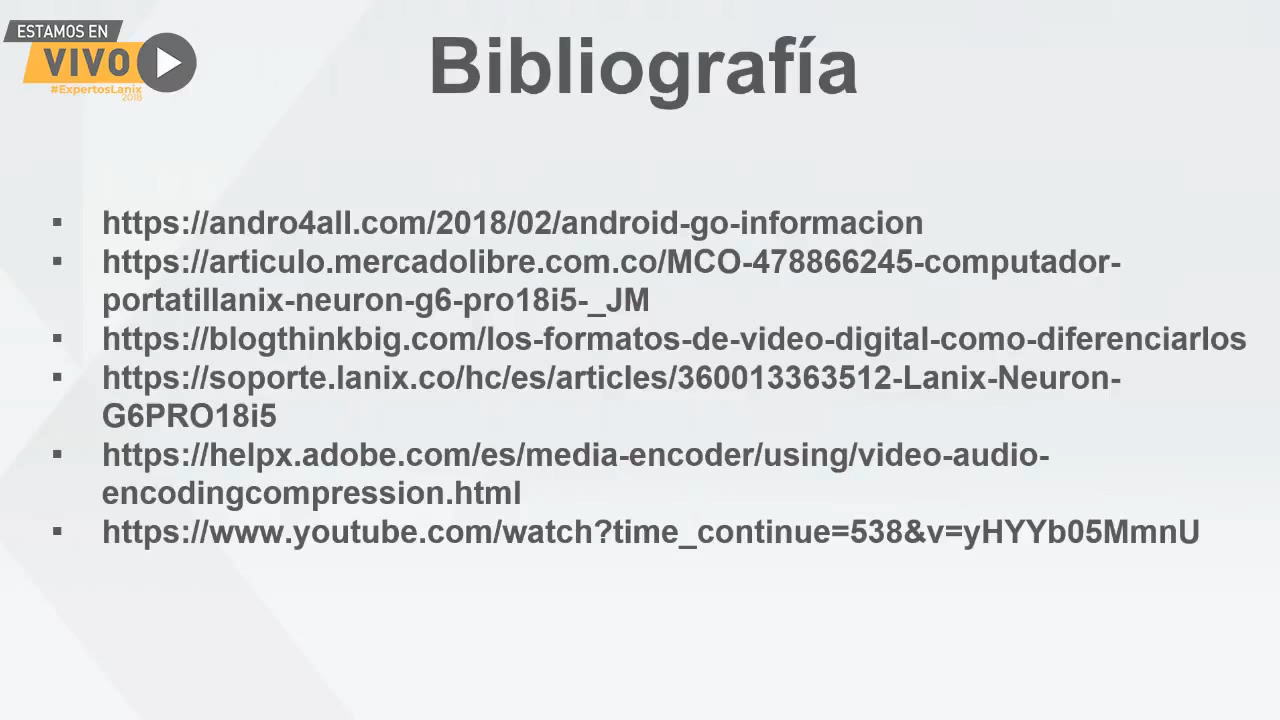 ESTAMOS EN
VIVO
#ExpertosLanix
2018
Bibliografía
▪ https://andro4all.com/2018/02/android-go-informacion
▪ https://articulo.mercadolibre.com.co/MCO-478866245-computador-
portatillanix-neuron-g6-pro18i5-_JM
▪ https://blogthinkbig.com/los-formatos-de-video-digital-como-diferenciarlos
▪ https://soporte.lanix.co/hc/es/articles/360013363512-Lanix-Neuron-
G6PRO18i5
▪ https://helpx.adobe.com/es/media-encoder/using/video-audio-
encodingcompression.html
▪ https://www.youtube.com/watch?time_continue=538&v=yHYYb05MmnU